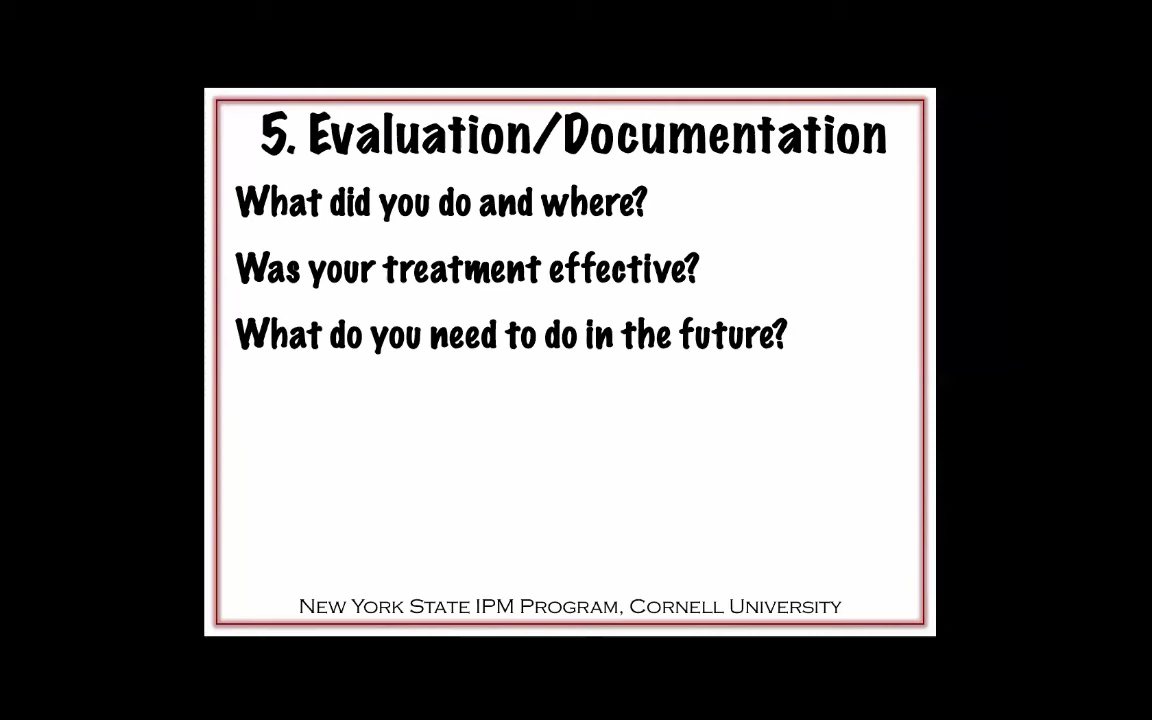 5. Evaluation/Documentation
What did you do and where?
Was your treatment effective?
What do you need to do in the future?
New York State IPM Program, Cornell University